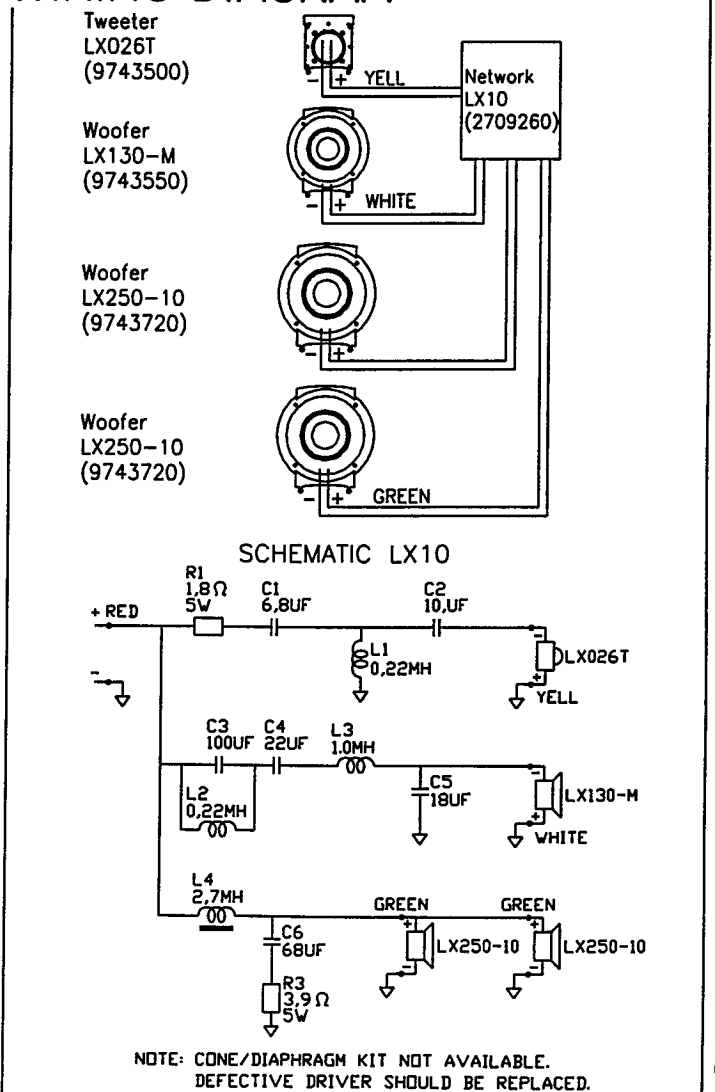 WIRING DIAGRAM
Tweeter
LX026T
(9743500)
- + YELL
Network
LX10
(2709260)
Woofer
LX130-M
(9743550)
- + WHITE
Woofer
LX250-10
(9743720)
- +
Woofer
LX250-10
(9743720)
- + GREEN
SCHEMATIC LX10
R1
1,8Ω
5W
C1
6,8UF
C2
10,UF
+ RED
-
L1
0,22MH
-
LX026T
+
YELL
C3
100UF
C4
22UF
L3
1.0MH
L2
0,22MH
C5
18UF
-
LX130-M
+
WHITE
L4
2,7MH
GREEN
GREEN
C6
68UF
+
LX250-10
-
+
LX250-10
-
R3
3,9Ω
5W
NOTE: CONE/DIAPHRAGM KIT NOT AVAILABLE.
DEFECTIVE DRIVER SHOULD BE REPLACED.